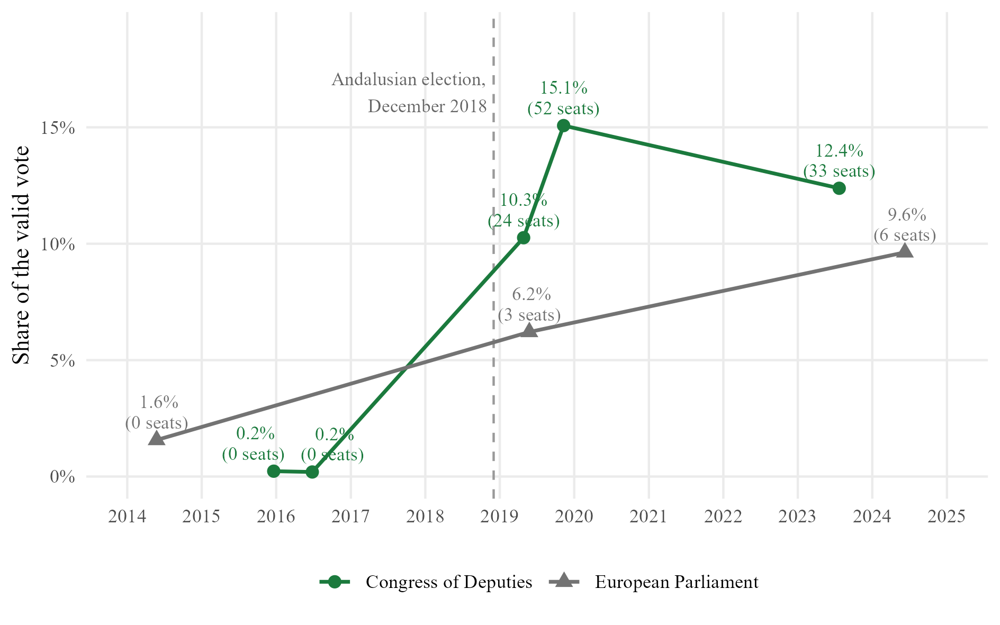 Andalusian election,
December 2018
15.1%
(52 seats)
15%
12.4%
(33 seats)
10.3%
(24 seats)
9.6%
(6 seats)
10%
6.2%
(3 seats)
5%
1.6%
(0 seats)
0.2%
(0 seats)
0.2%
(0 seats)
0%
Share of the valid vote
2014 2015 2016 2017 2018 2019 2020 2021 2022 2023 2024 2025
Congress of Deputies European Parliament